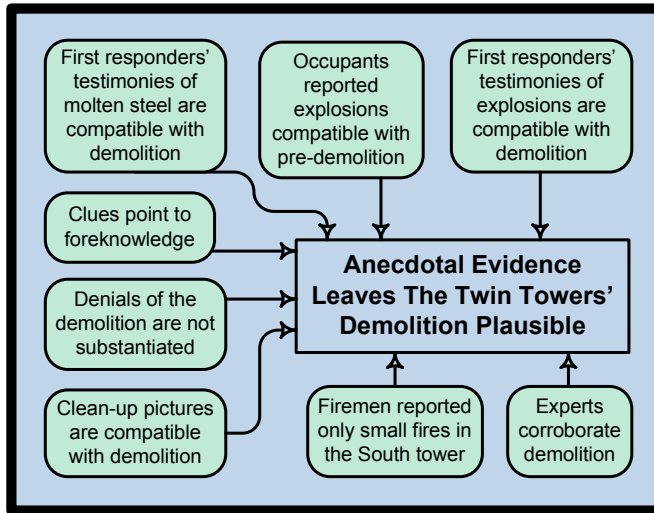 First responders’
testimonies of
molten steel are
compatible with
demolition
Occupants
reported
explosions
compatible with
pre-demolition
First responders’
testimonies of
explosions are
compatible with
demolition
Clues point to
foreknowledge
Anecdotal Evidence
Leaves The Twin Towers’
Demolition Plausible
Denials of the
demolition are not
substantiated
Clean-up pictures
are compatible
with demolition
Firemen reported
only small fires in
the South tower
Experts
corroborate
demolition